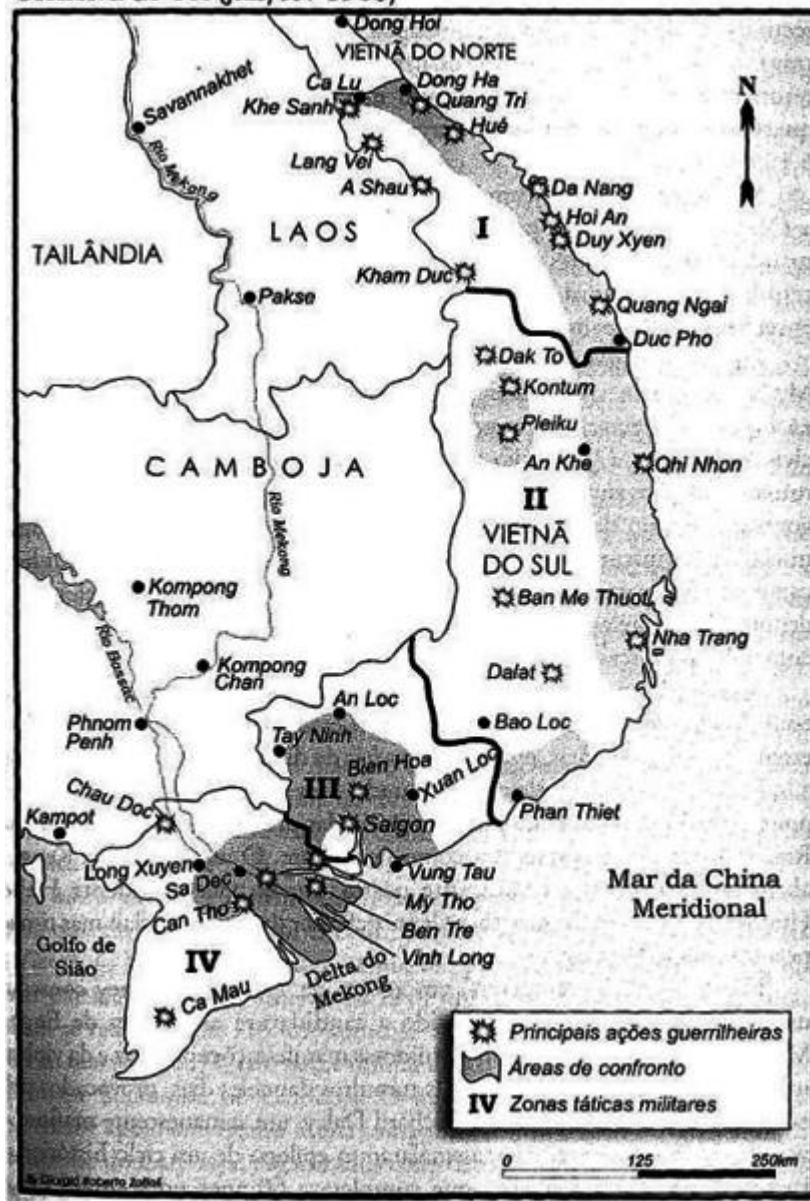 Dong Hoi
VIETNÃ DO NORTE
Ca Lu
Dong Ha
Khe Sanh
Quang Tri
Hué
Savannakhet
Rio Mekong
Lang Vei
A Shau
Da Nang
Hoi An
Duy Xyen
N
LAOS
I
TAILÂNDIA
Kham Duc
Pakse
Quang Ngai
Duc Pho
Dak To
Kontum
Pleiku
An Khe
Qhi Nhon
CAMBOJA
Rio Mekong
II
VIETNÃ
DO SUL
Kompong
Thom
Ban Me Thuot
Rio Bassac
Nha Trang
Kompong
Chan
Dalat
An Loc
Phnom
Penh
Tay Ninh
Bao Loc
Bien Hoa
Xuan Loc
III
Chau Doc
Kampot
Saigon
Phan Thiet
Long Xuyen
Sa Dec
Vung Tau
My Tho
Can Tho
Ben Tre
Vinh Long
Mar da China
Meridional
Golfo de
Sião
IV
Delta do
Mekong
Ca Mau
Principais ações guerrilheiras
Áreas de confronto
IV Zonas táticas militares
0 125 250km